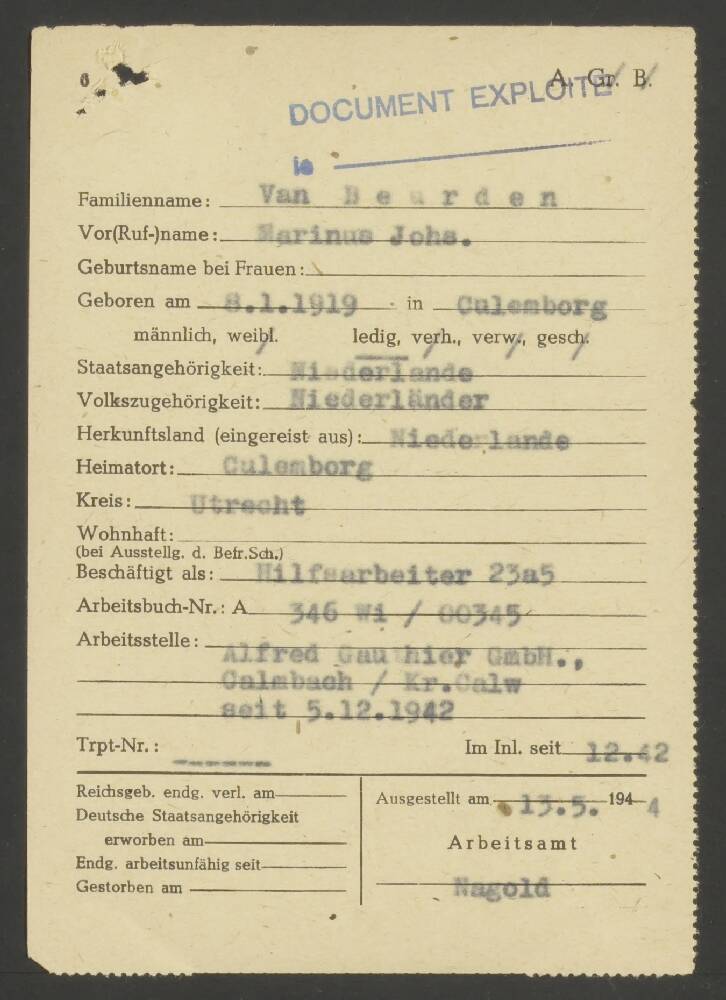 6 A. Gr. B.
DOCUMENT EXPLOITÉ
le
Familienname: Van Beurden
Vor(Ruf-)name: Marinus Johs.
Geburtsname bei Frauen:
Geboren am 8.1.1919 in Culemborg
männlich, weibl. ledig, verh., verw., gesch.
Staatsangehörigkeit: Niederlande
Volkszugehörigkeit: Niederländer
Herkunftsland (eingereist aus): Niederlande
Heimatort: Culemborg
Kreis: Utrecht
Wohnhaft:
(bei Ausstellg. d. Befr.Sch.)
Beschäftigt als: Hilfsarbeiter 23a5
Arbeitsbuch-Nr.: A 346 Wi / 00345
Arbeitsstelle:
Alfred Gauthier GmbH.,
Calmbach / Kr.Calw
seit 5.12.1942
Trpt-Nr.: Im Inl. seit 12.42
Reichsgeb. endg. verl. am
Deutsche Staatsangehörigkeit
erworben am
Endg. arbeitsunfähig seit
Gestorben am
Ausgestellt am 13.5. 1944
Arbeitsamt
Nagold